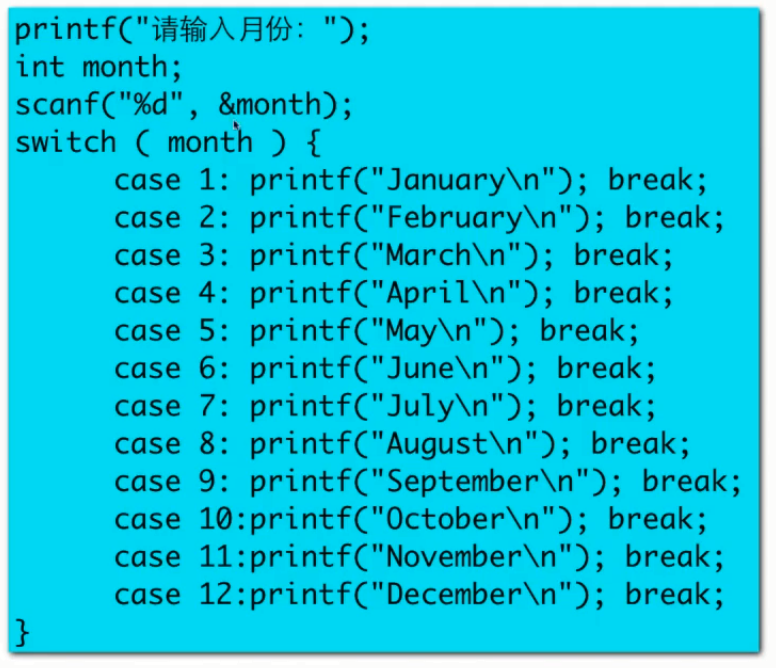 printf("请输入月份：");
int month;
scanf("%d", &month);
switch ( month ) {
case 1: printf("January\n"); break;
case 2: printf("February\n"); break;
case 3: printf("March\n"); break;
case 4: printf("April\n"); break;
case 5: printf("May\n"); break;
case 6: printf("June\n"); break;
case 7: printf("July\n"); break;
case 8: printf("August\n"); break;
case 9: printf("September\n"); break;
case 10:printf("October\n"); break;
case 11:printf("November\n"); break;
case 12:printf("December\n"); break;
}